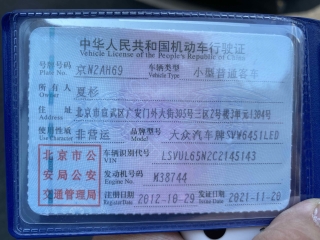 中华人民共和国机动车行驶证
Vehicle License of the People's Republic of China
号牌号码 京N2AH69 车辆类型 小型普通客车
Plate No. Vehicle Type
所有人 夏杉
Owner
住址 北京市宣武区广安门外大街305号三区2号楼3单元1304号
Address
使用性质 非营运 品牌型号 大众汽车牌SVW6451LED
Use Character Model
北京市公安局公安交通管理局
车辆识别代号 LSVUL65N2C2145143
VIN
发动机号码 M38744
Engine No.
注册日期 2012-10-29 发证日期 2021-11-20
Register Date Issue Date